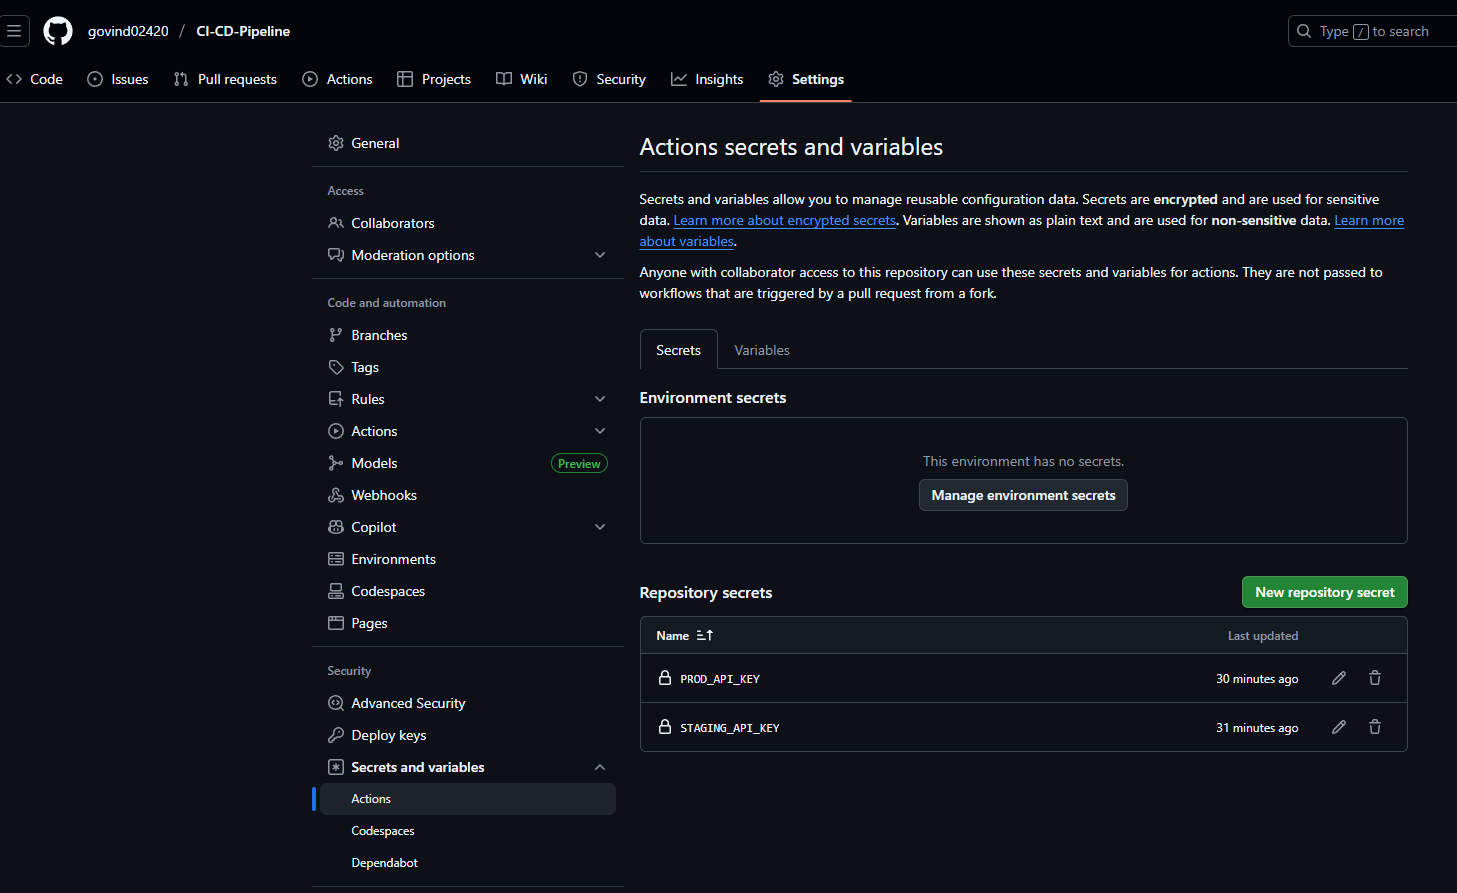 govind02420 / CI-CD-Pipeline
Type / to search
Code Issues Pull requests Actions Projects Wiki Security Insights Settings
General
Access
Collaborators
Moderation options
Code and automation
Branches
Tags
Rules
Actions
Models Preview
Webhooks
Copilot
Environments
Codespaces
Pages
Security
Advanced Security
Deploy keys
Secrets and variables
Actions
Codespaces
Dependabot
Actions secrets and variables
Secrets and variables allow you to manage reusable configuration data. Secrets are encrypted and are used for sensitive
data. Learn more about encrypted secrets. Variables are shown as plain text and are used for non-sensitive data. Learn more
about variables.
Anyone with collaborator access to this repository can use these secrets and variables for actions. They are not passed to
workflows that are triggered by a pull request from a fork.
Secrets Variables
Environment secrets
This environment has no secrets.
Manage environment secrets
Repository secrets New repository secret
Name Last updated
PROD_API_KEY 30 minutes ago
STAGING_API_KEY 31 minutes ago